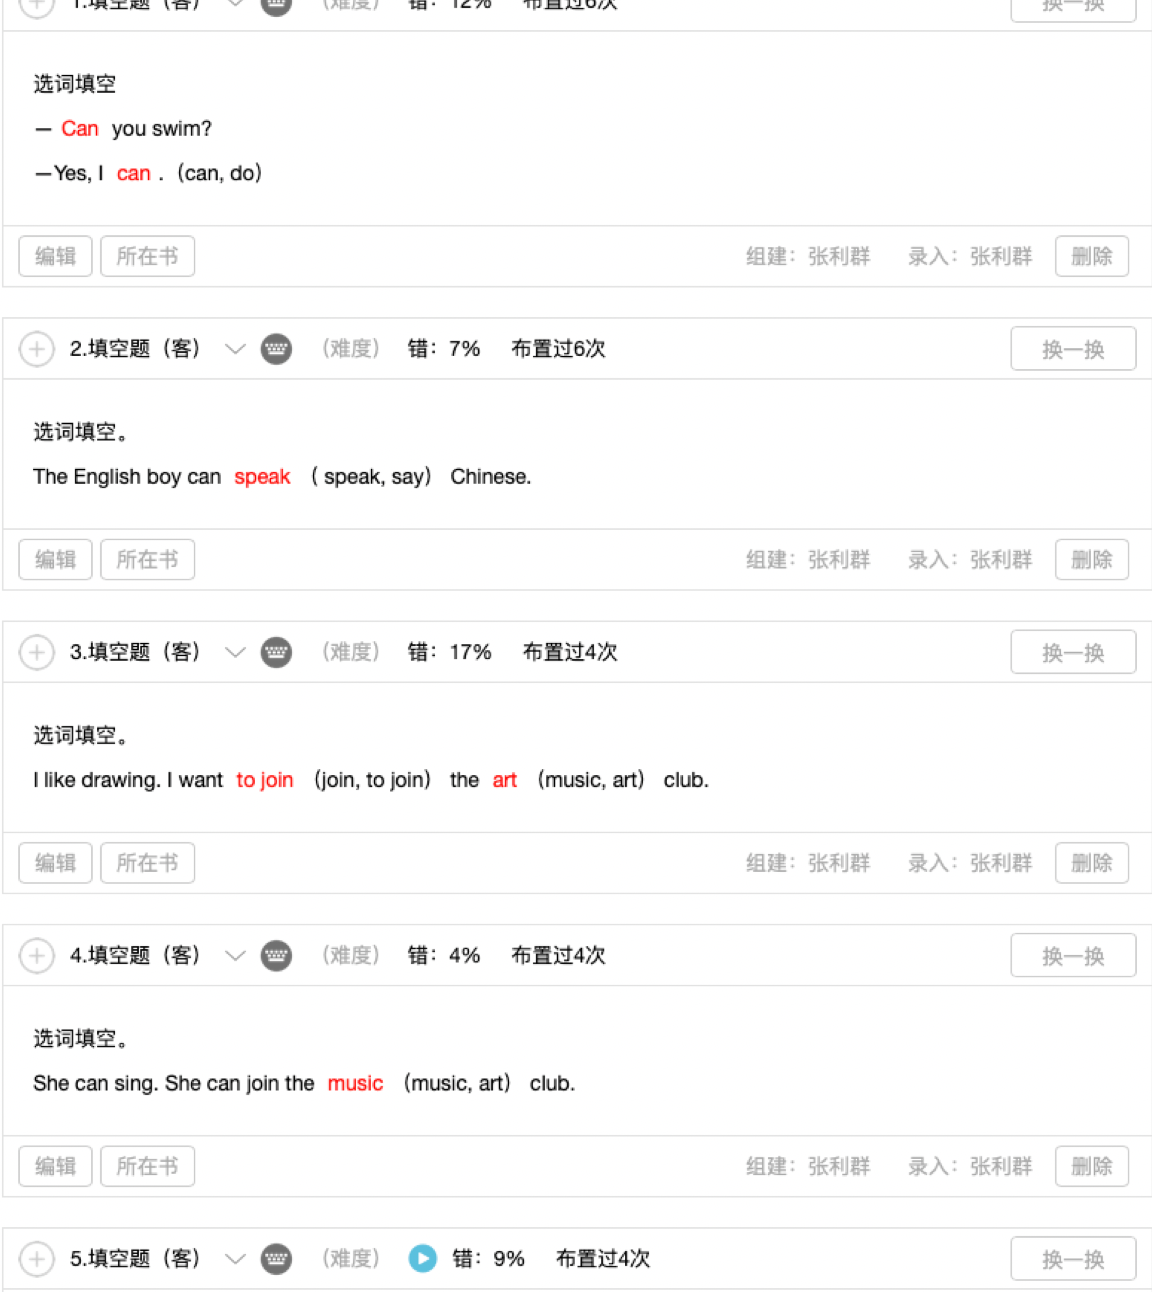 1.填空题（客） （难度） 错：12% 布置过6次 换一换
选词填空
— Can you swim?
—Yes, I can .（can, do）
编辑 所在书 组建：张利群 录入：张利群 删除
2.填空题（客） （难度） 错：7% 布置过6次 换一换
选词填空。
The English boy can speak （ speak, say） Chinese.
编辑 所在书 组建：张利群 录入：张利群 删除
3.填空题（客） （难度） 错：17% 布置过4次 换一换
选词填空。
I like drawing. I want to join （join, to join） the art （music, art） club.
编辑 所在书 组建：张利群 录入：张利群 删除
4.填空题（客） （难度） 错：4% 布置过4次 换一换
选词填空。
She can sing. She can join the music （music, art） club.
编辑 所在书 组建：张利群 录入：张利群 删除
5.填空题（客） （难度） 错：9% 布置过4次 换一换